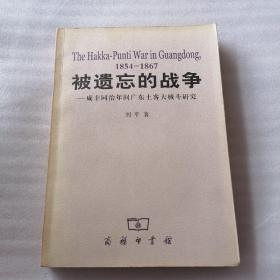 The Hakka-Punti War in Guangdong,
1854-1867
被遗忘的战争
——咸丰同治年间广东土客大械斗研究
刘平 著
商务印书馆